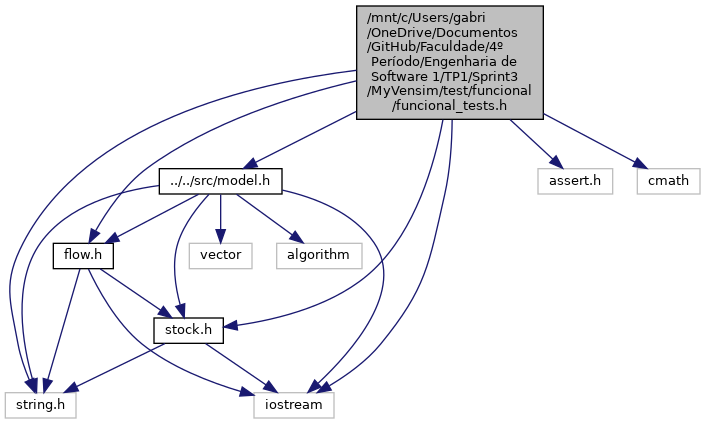 /mnt/c/Users/gabri
/OneDrive/Documentos
/GitHub/Faculdade/4º
Período/Engenharia de
Software 1/TP1/Sprint3
/MyVensim/test/funcional
/funcional_tests.h
../../src/model.h
assert.h
cmath
flow.h
vector
algorithm
stock.h
string.h
iostream